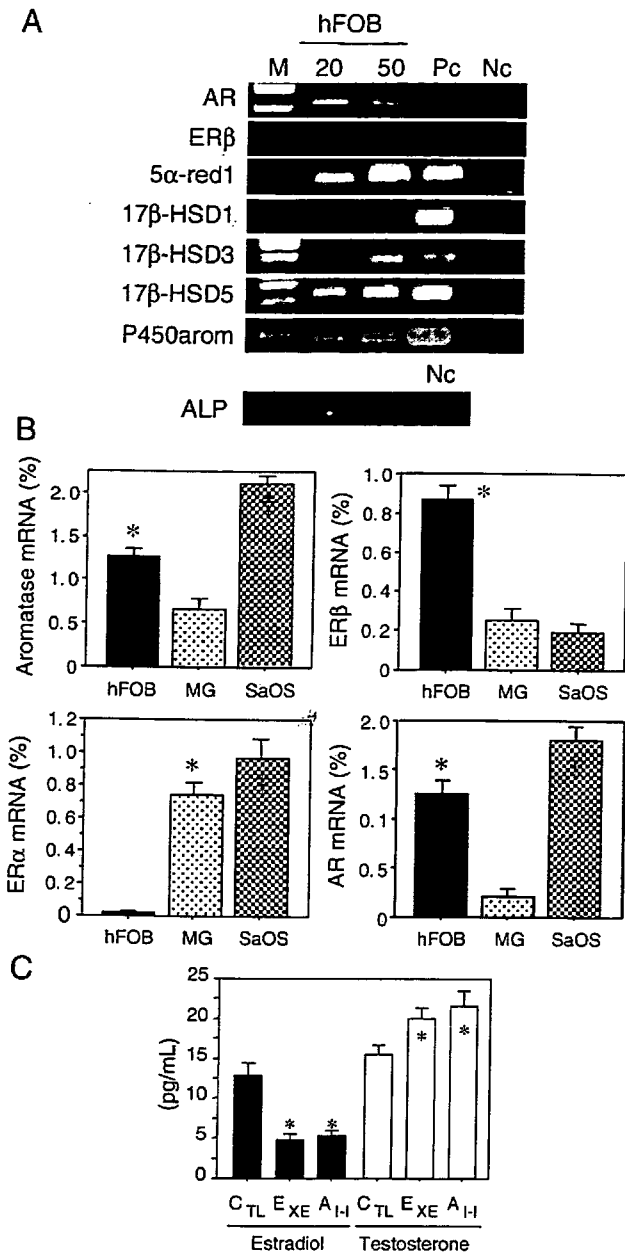 A
hFOB
M 20 50 Pc Nc
AR
ERβ
5α-red1
17β-HSD1
17β-HSD3
17β-HSD5
P450arom
Nc
ALP
B
Aromatase mRNA (%)
2.0
1.5
1.0
0.5
0
*
hFOB MG SaOS
ERβ mRNA (%)
1.0
0.8
0.6
0.4
0.2
0
*
hFOB MG SaOS
ERα mRNA (%)
1.2
1.0
0.8
0.6
0.4
0.2
0
*
hFOB MG SaOS
AR mRNA (%)
2.0
1.5
0.1
0.5
0
*
hFOB MG SaOS
C
(pg/mL)
25
20
15
10
5
0
* * * *
CTL EXE AI-I CTL EXE AI-I
Estradiol Testosterone